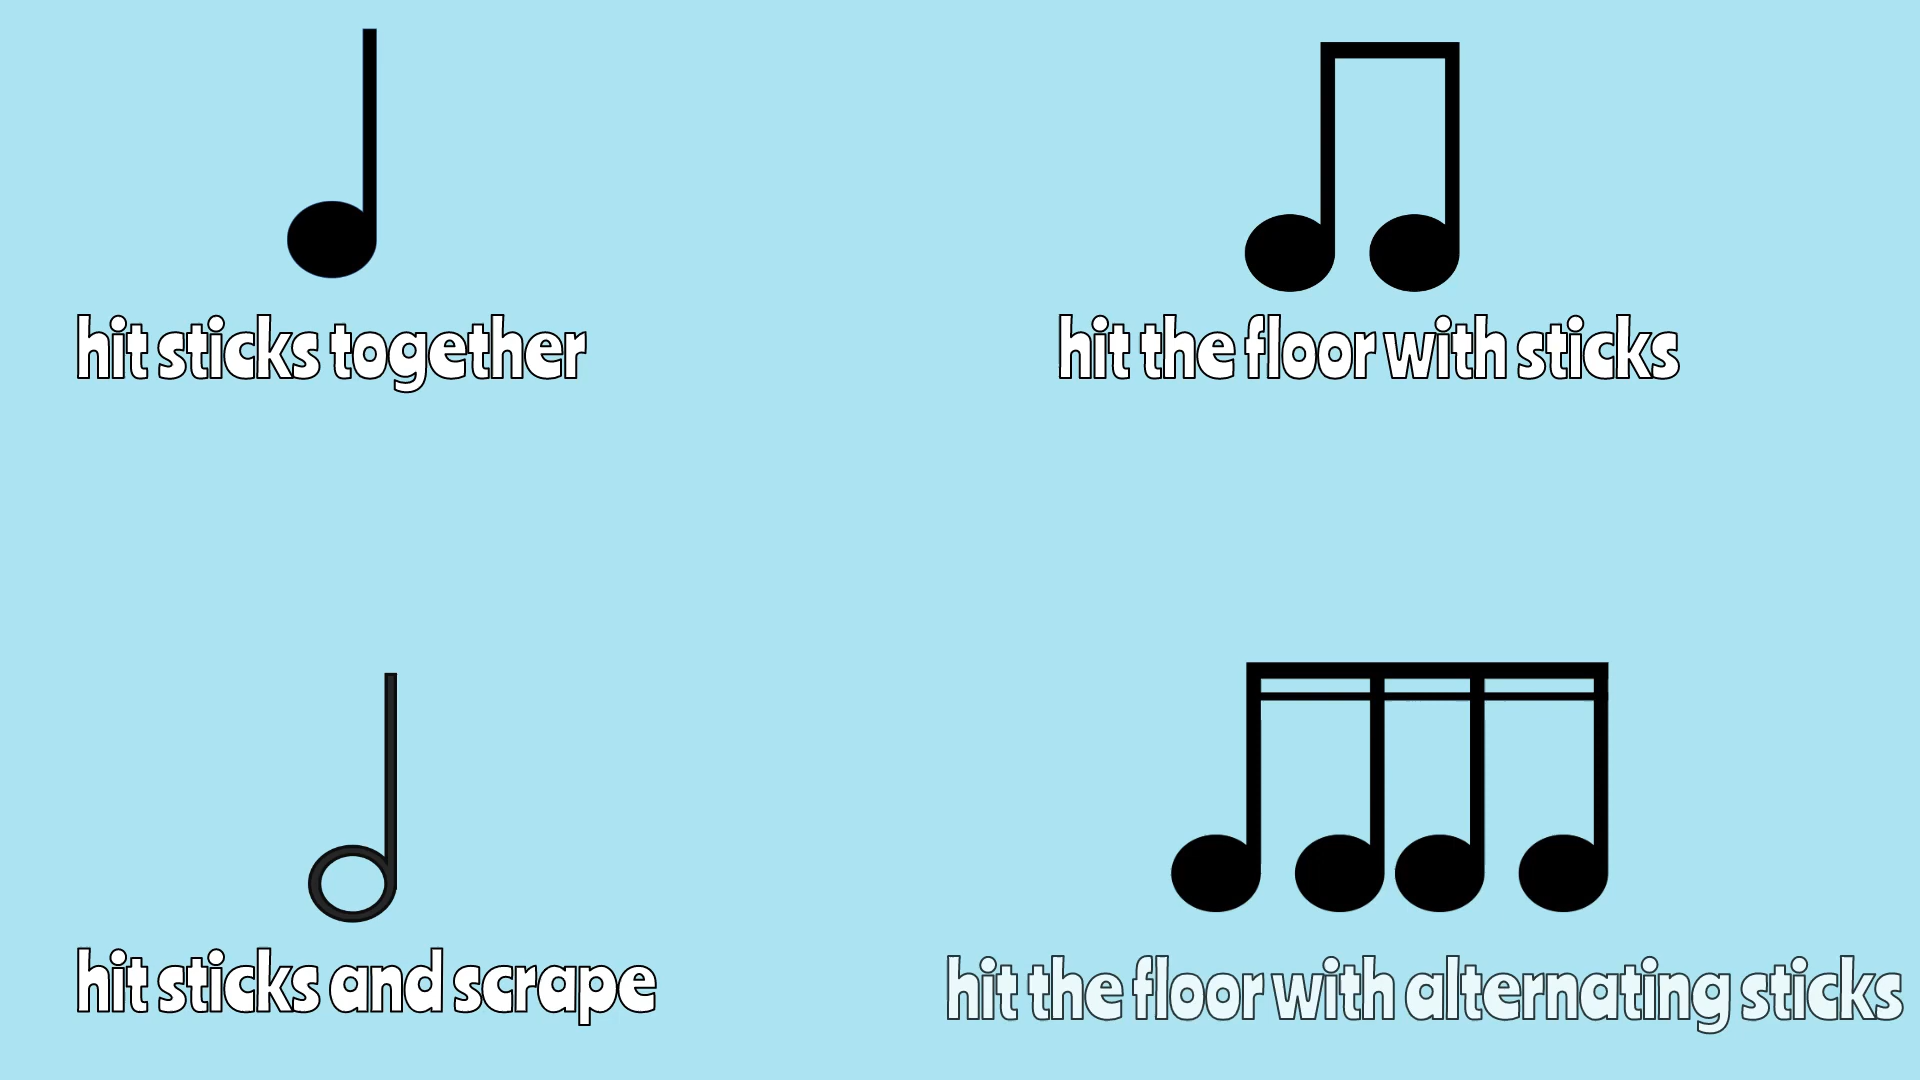 hit sticks together
hit the floor with sticks
hit sticks and scrape
hit the floor with alternating sticks